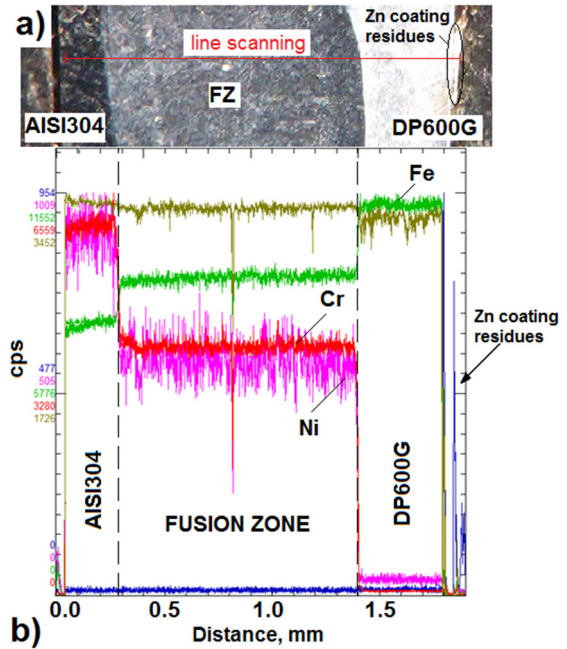 a)
Zn coating
residues
line scanning
FZ
AISI304
DP600G
954
1009
11552
6559
3452
Fe
Cr
Zn coating
residues
cps
477
505
5776
3280
1726
Ni
AISI304
FUSION ZONE
DP600G
0
0
0
0
0.0
0.5
1.0
1.5
Distance, mm
b)